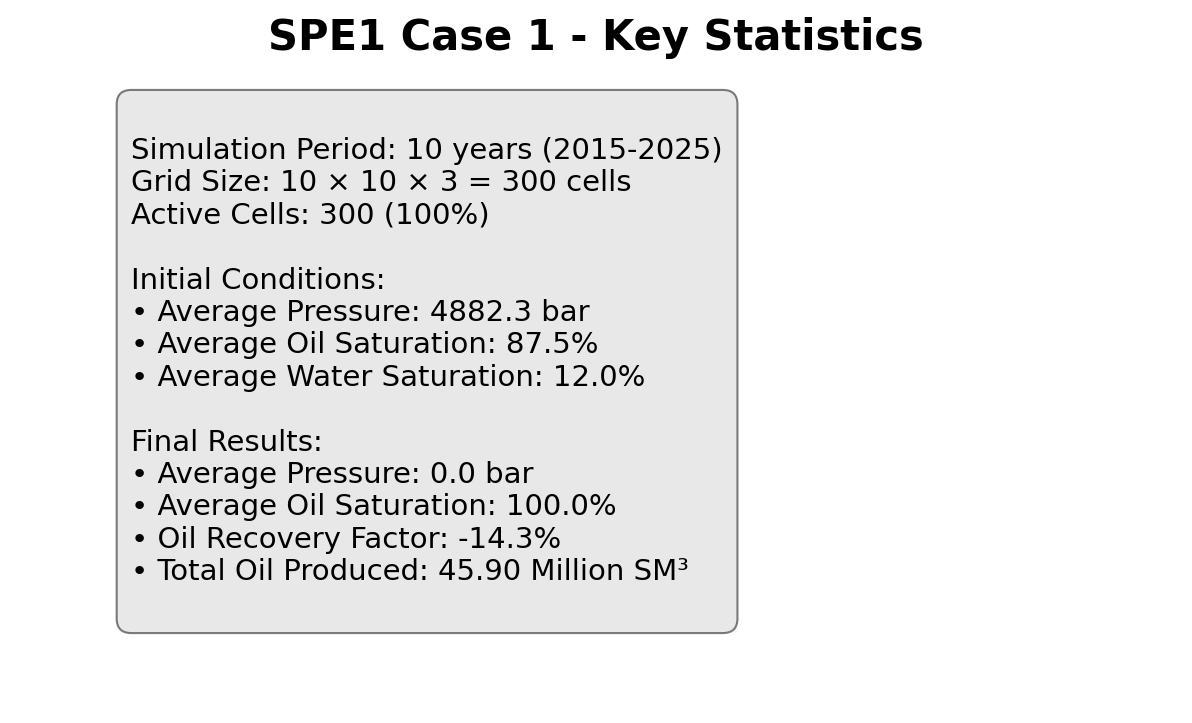 SPE1 Case 1 - Key Statistics
Simulation Period: 10 years (2015-2025)
Grid Size: 10 × 10 × 3 = 300 cells
Active Cells: 300 (100%)
Initial Conditions:
• Average Pressure: 4882.3 bar
• Average Oil Saturation: 87.5%
• Average Water Saturation: 12.0%
Final Results:
• Average Pressure: 0.0 bar
• Average Oil Saturation: 100.0%
• Oil Recovery Factor: -14.3%
• Total Oil Produced: 45.90 Million SM³